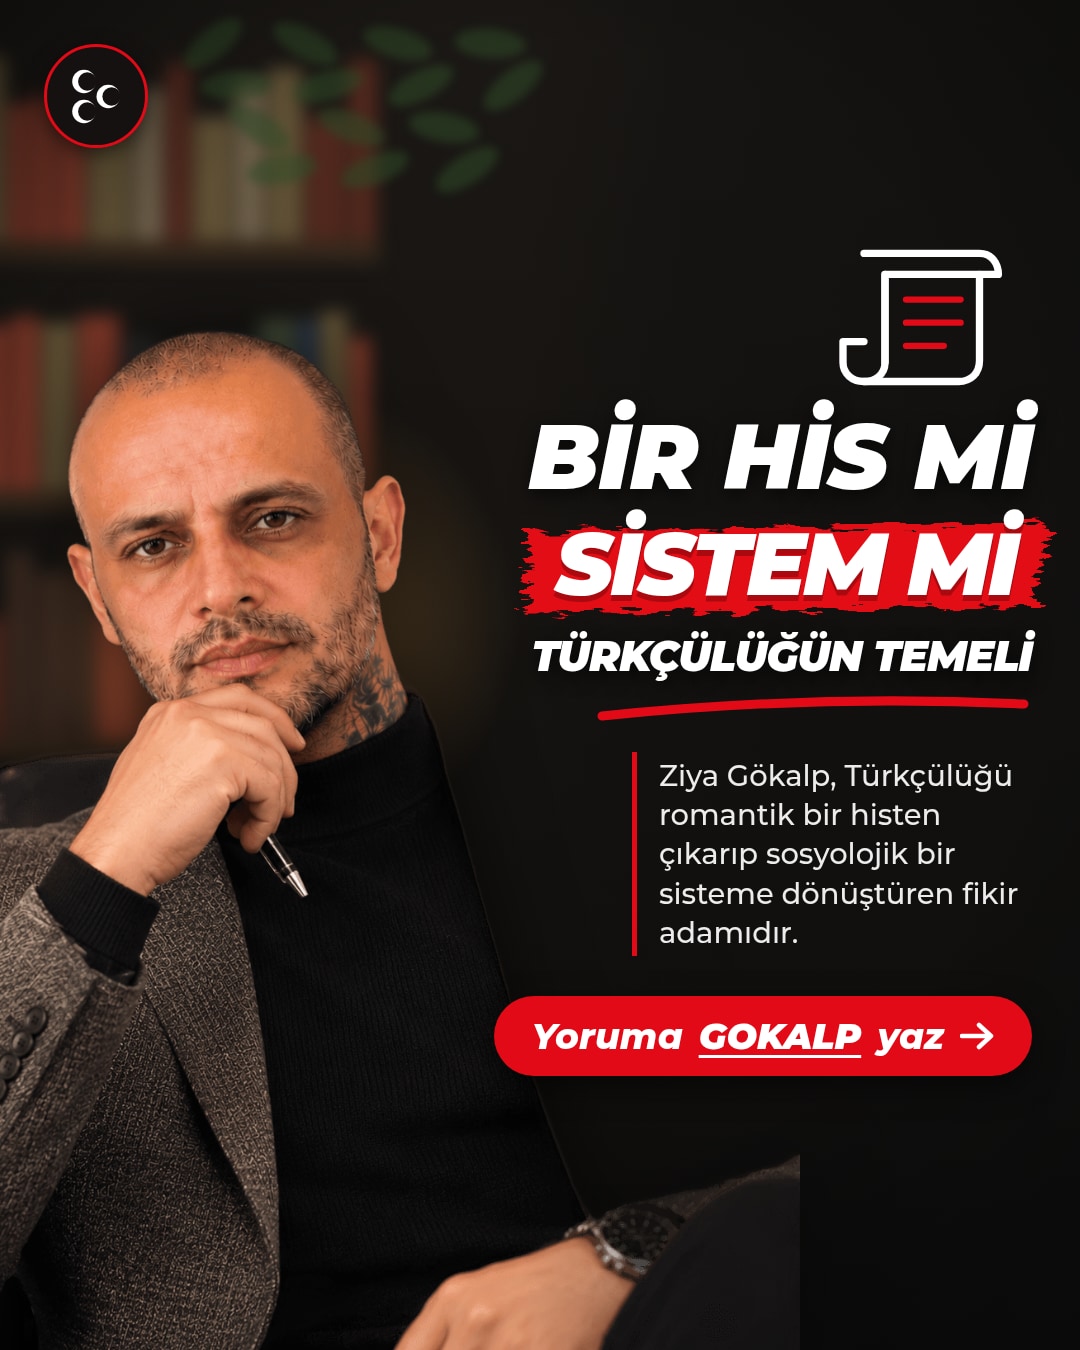 BİR HİS Mİ
SİSTEM Mİ
TÜRKÇÜLÜĞÜN TEMELİ
Ziya Gökalp, Türkçülüğü
romantik bir histen
çıkarıp sosyolojik bir
sisteme dönüştüren fikir
adamıdır.
Yoruma GOKALP yaz →